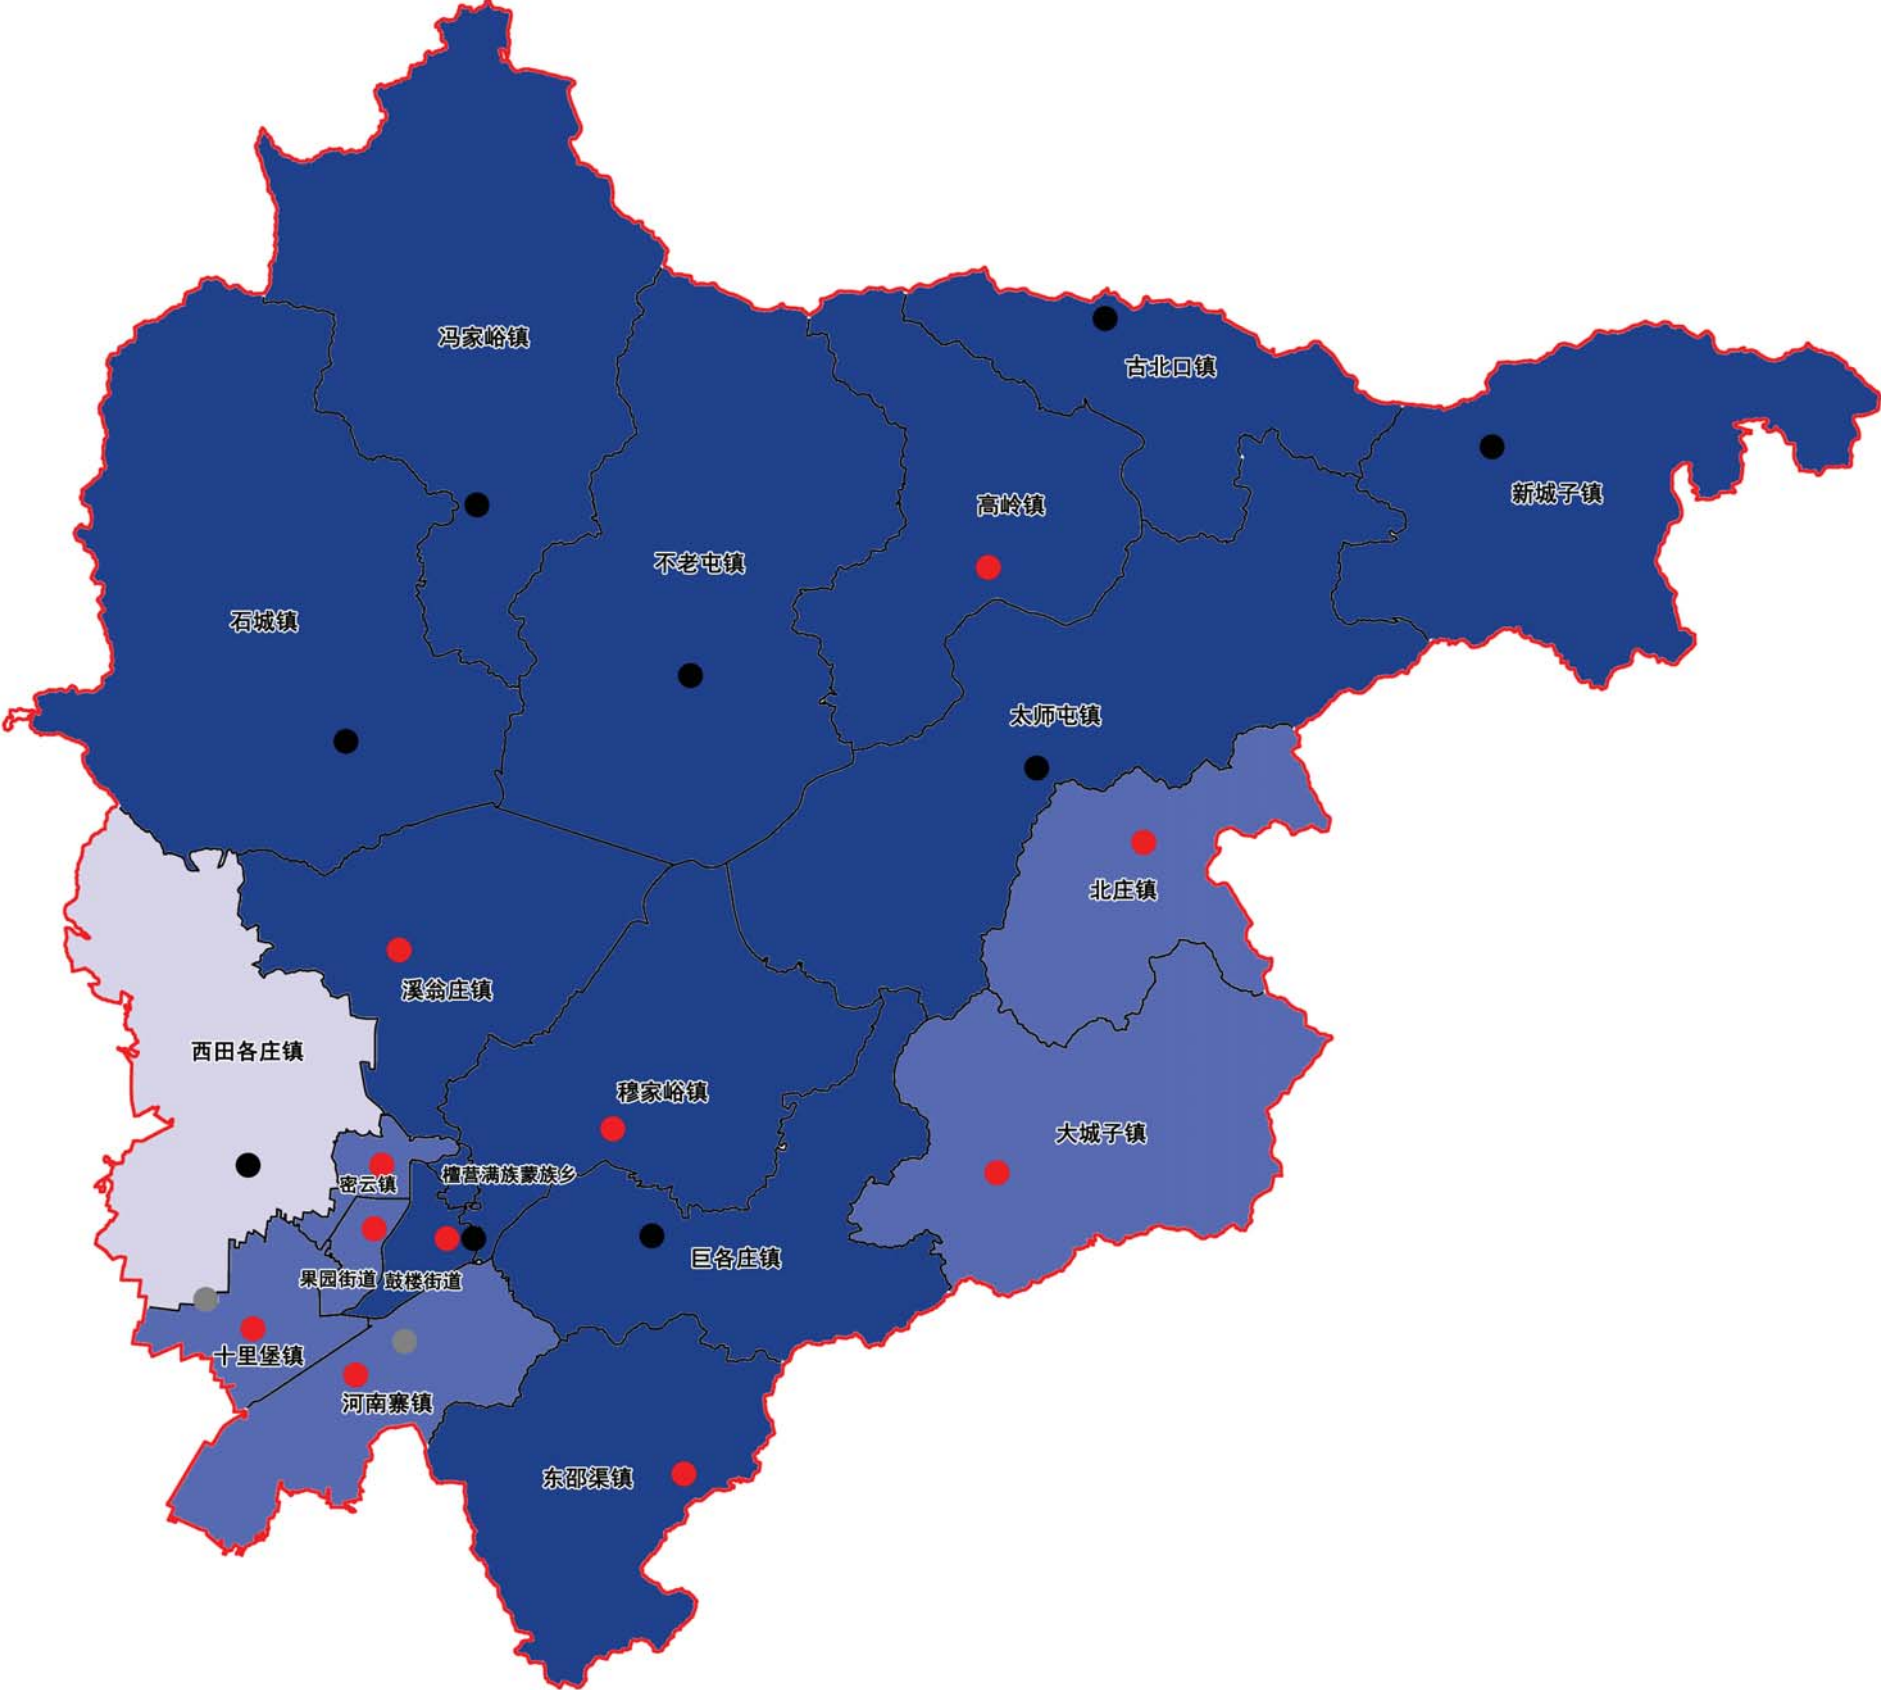 冯家峪镇
古北口镇
新城子镇
高岭镇
不老屯镇
石城镇
太师屯镇
北庄镇
溪翁庄镇
西田各庄镇
穆家峪镇
大城子镇
檀营满族蒙族乡
密云镇
巨各庄镇
果园街道
鼓楼街道
十里堡镇
河南寨镇
东邵渠镇